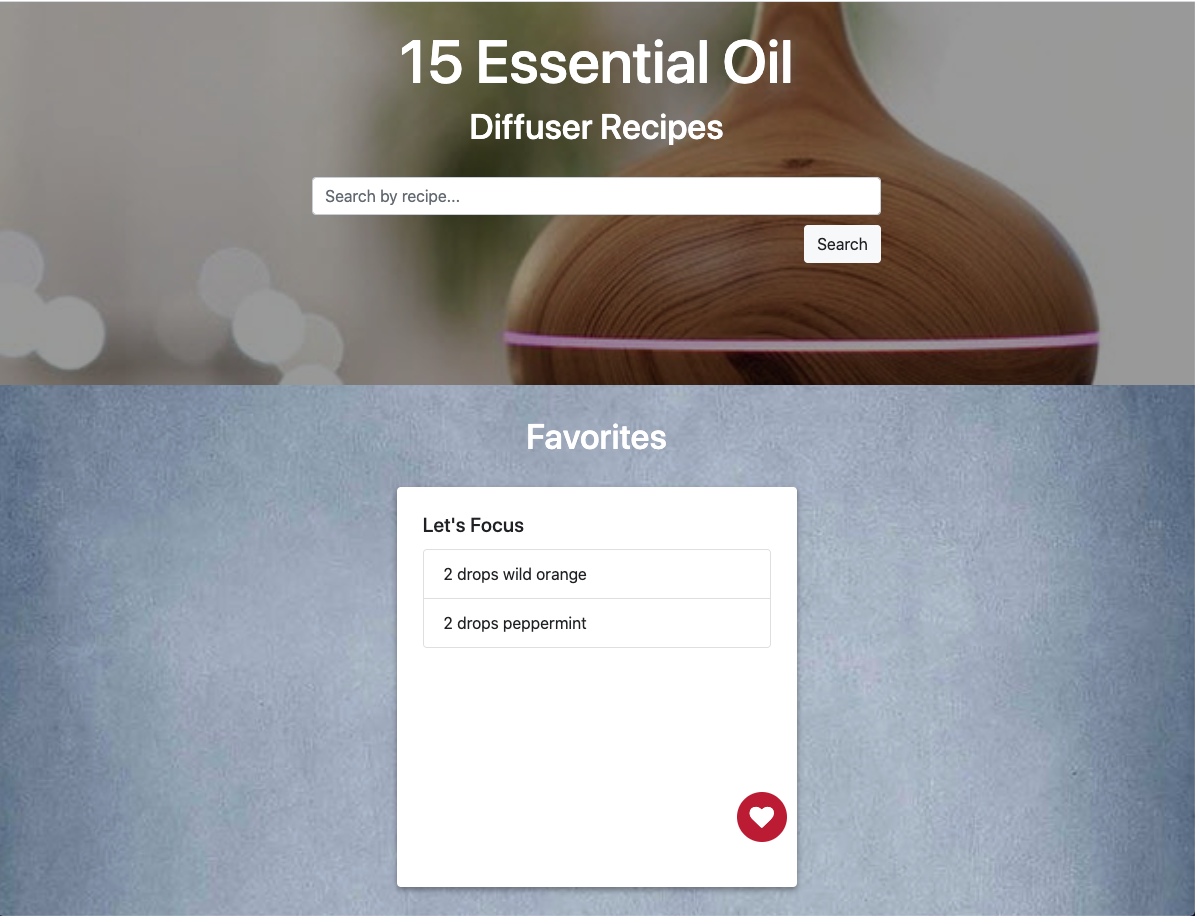 15 Essential Oil
Diffuser Recipes
Search by recipe...
Search
Favorites
Let's Focus
2 drops wild orange
2 drops peppermint